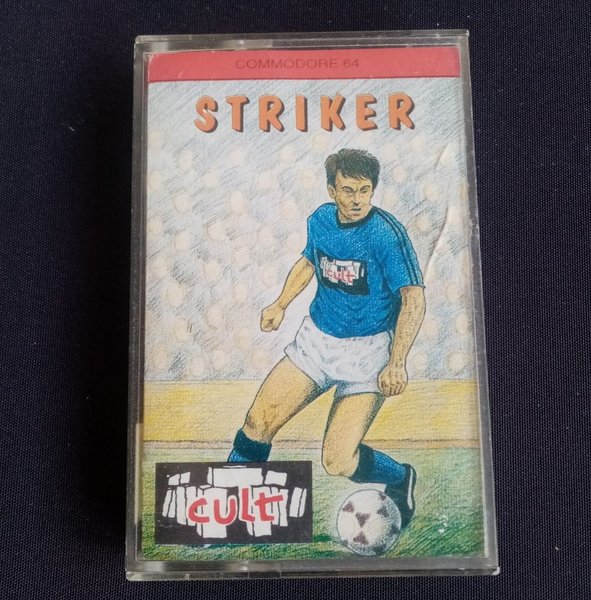 COMMODORE 64
STRIKER
cult
cult